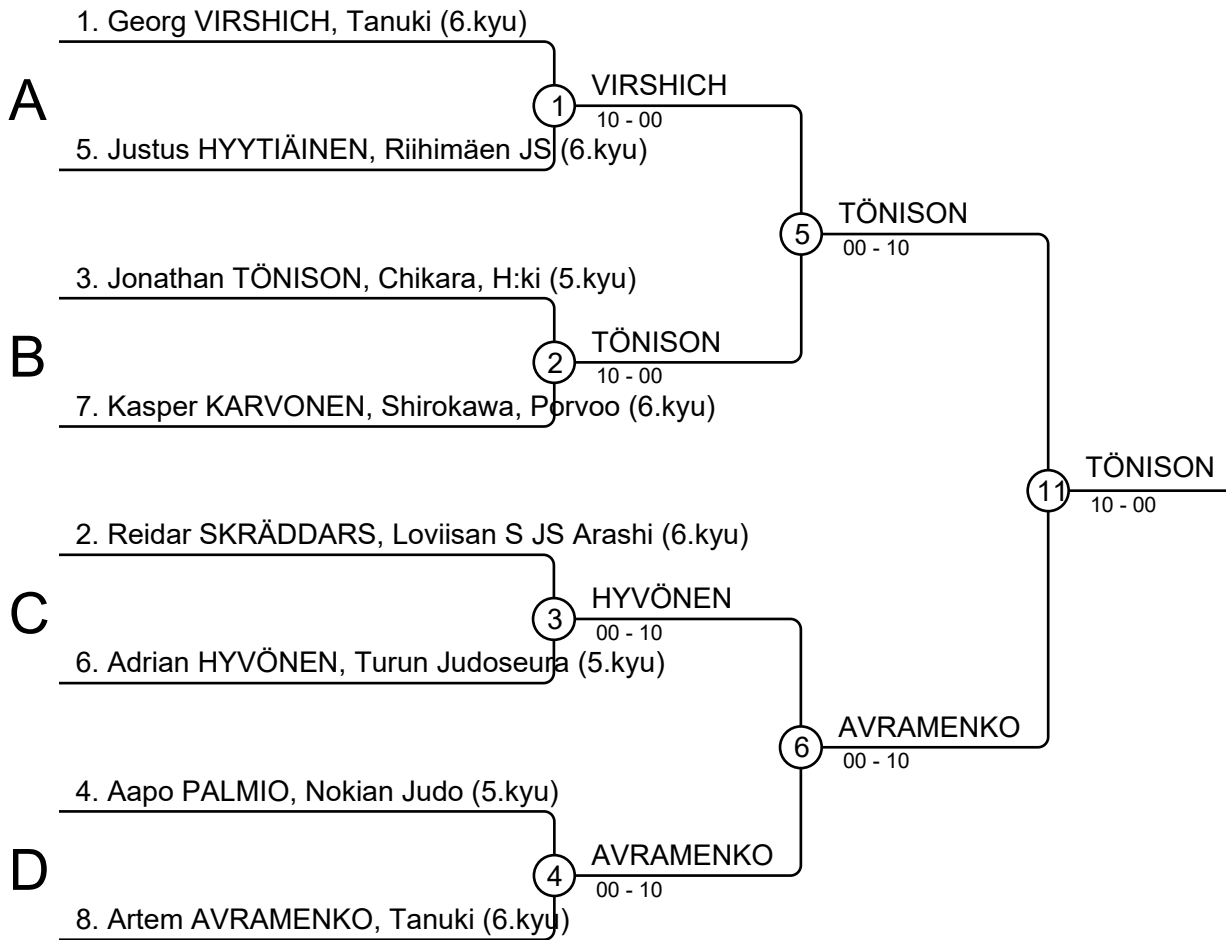 1. Georg VIRSHICH, Tanuki (6.kyu)
A
1
VIRSHICH
10 - 00
5. Justus HYYTIÄINEN, Riihimäen JS (6.kyu)
5
TÖNISON
00 - 10
3. Jonathan TÖNISON, Chikara, H:ki (5.kyu)
B
2
TÖNISON
10 - 00
7. Kasper KARVONEN, Shirokawa, Porvoo (6.kyu)
11
TÖNISON
10 - 00
2. Reidar SKRÄDDARS, Loviisan S JS Arashi (6.kyu)
C
3
HYVÖNEN
00 - 10
6. Adrian HYVÖNEN, Turun Judoseura (5.kyu)
6
AVRAMENKO
00 - 10
4. Aapo PALMIO, Nokian Judo (5.kyu)
D
4
AVRAMENKO
00 - 10
8. Artem AVRAMENKO, Tanuki (6.kyu)